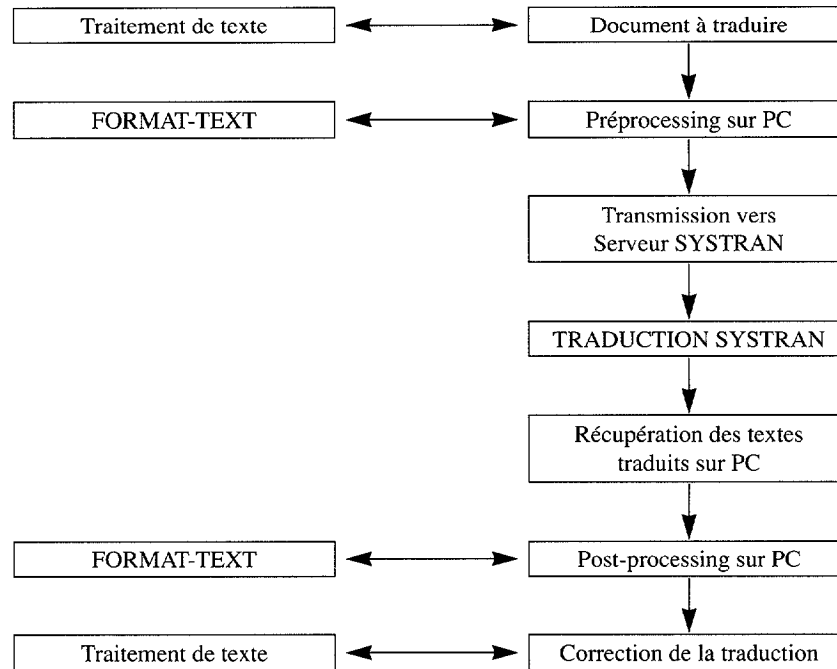 Traitement de texte
Document à traduire
FORMAT-TEXT
Préprocessing sur PC
Transmission vers
Serveur SYSTRAN
TRADUCTION SYSTRAN
Récupération des textes
traduits sur PC
FORMAT-TEXT
Post-processing sur PC
Traitement de texte
Correction de la traduction